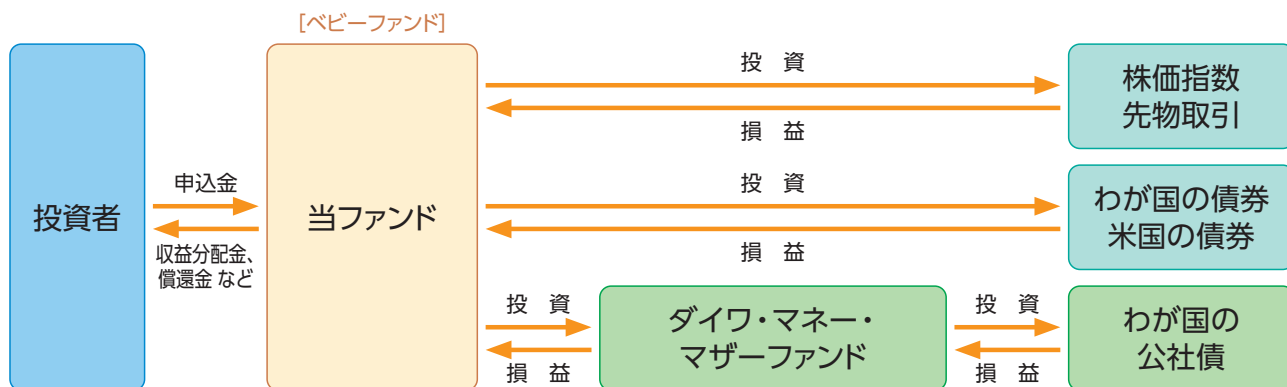 [ベビーファンド]
投資者
申込金
収益分配金、
償還金 など
当ファンド
投 資
損 益
株価指数
先物取引
投 資
損 益
わが国の債券
米国の債券
投 資
損 益
ダイワ・マネー・
マザーファンド
投 資
損 益
わが国の
公社債